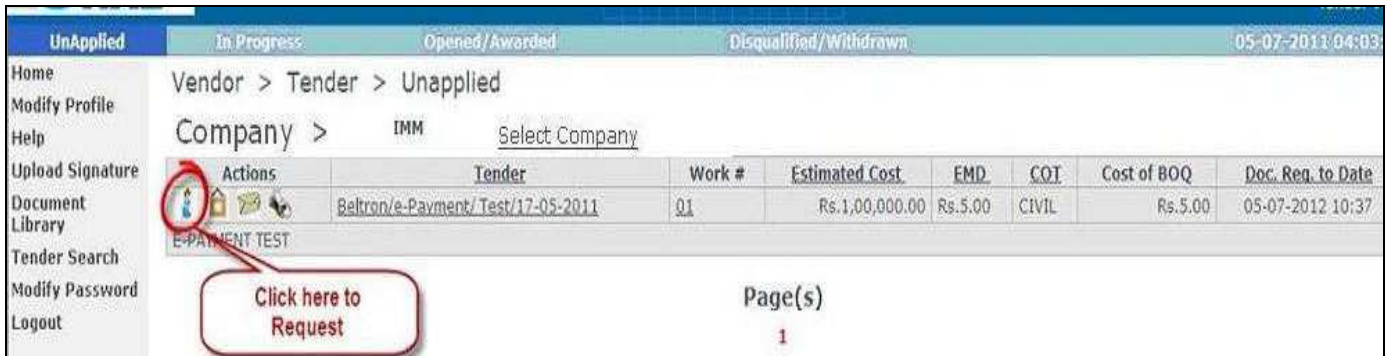 UnApplied In Progress Opened/Awarded Disqualified/Withdrawn 05-07-2011 04:03:
Home
Modify Profile
Help
Upload Signature
Document
Library
Tender Search
Modify Password
Logout
Vendor > Tender > Unapplied
Company > IMM Select Company
Actions Tender Work # Estimated Cost EMD COT Cost of BOQ Doc. Req. to Date
Beltron/e-Payment/ Test/17-05-2011 01 Rs.1,00,000.00 Rs.5.00 CIVIL Rs.5.00 05-07-2012 10:37
E-PAYMENT TEST
Click here to
Request
Page(s)
1